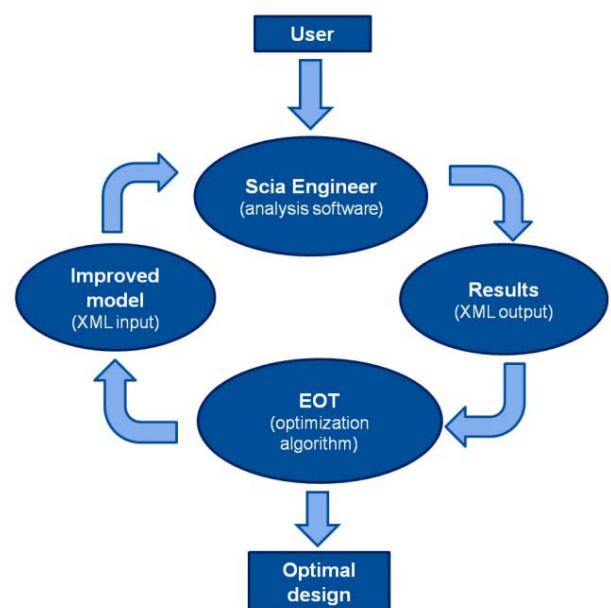 User
Scia Engineer
(analysis software)
Improved
model
(XML input)
Results
(XML output)
EOT
(optimization
algorithm)
Optimal
design